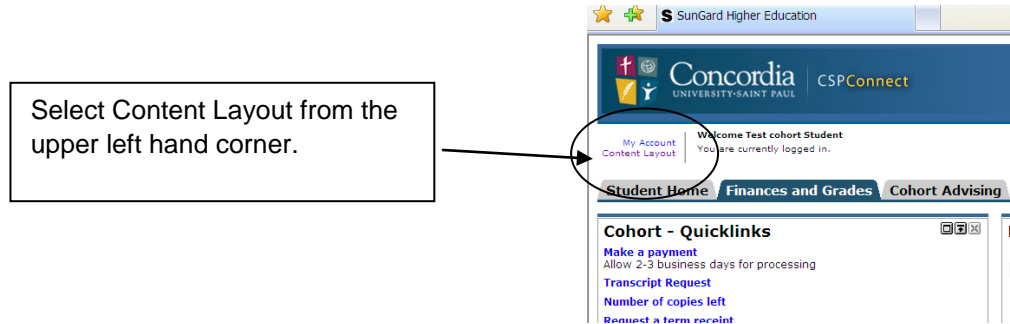 Select Content Layout from the
upper left hand corner.
S SunGard Higher Education
Concordia
UNIVERSITY·SAINT PAUL
CSPConnect
My Account
Content Layout
Welcome Test cohort Student
You are currently logged in.
Student Home Finances and Grades Cohort Advising
Cohort - Quicklinks
Make a payment
Allow 2-3 business days for processing
Transcript Request
Number of copies left
Request a term receipt